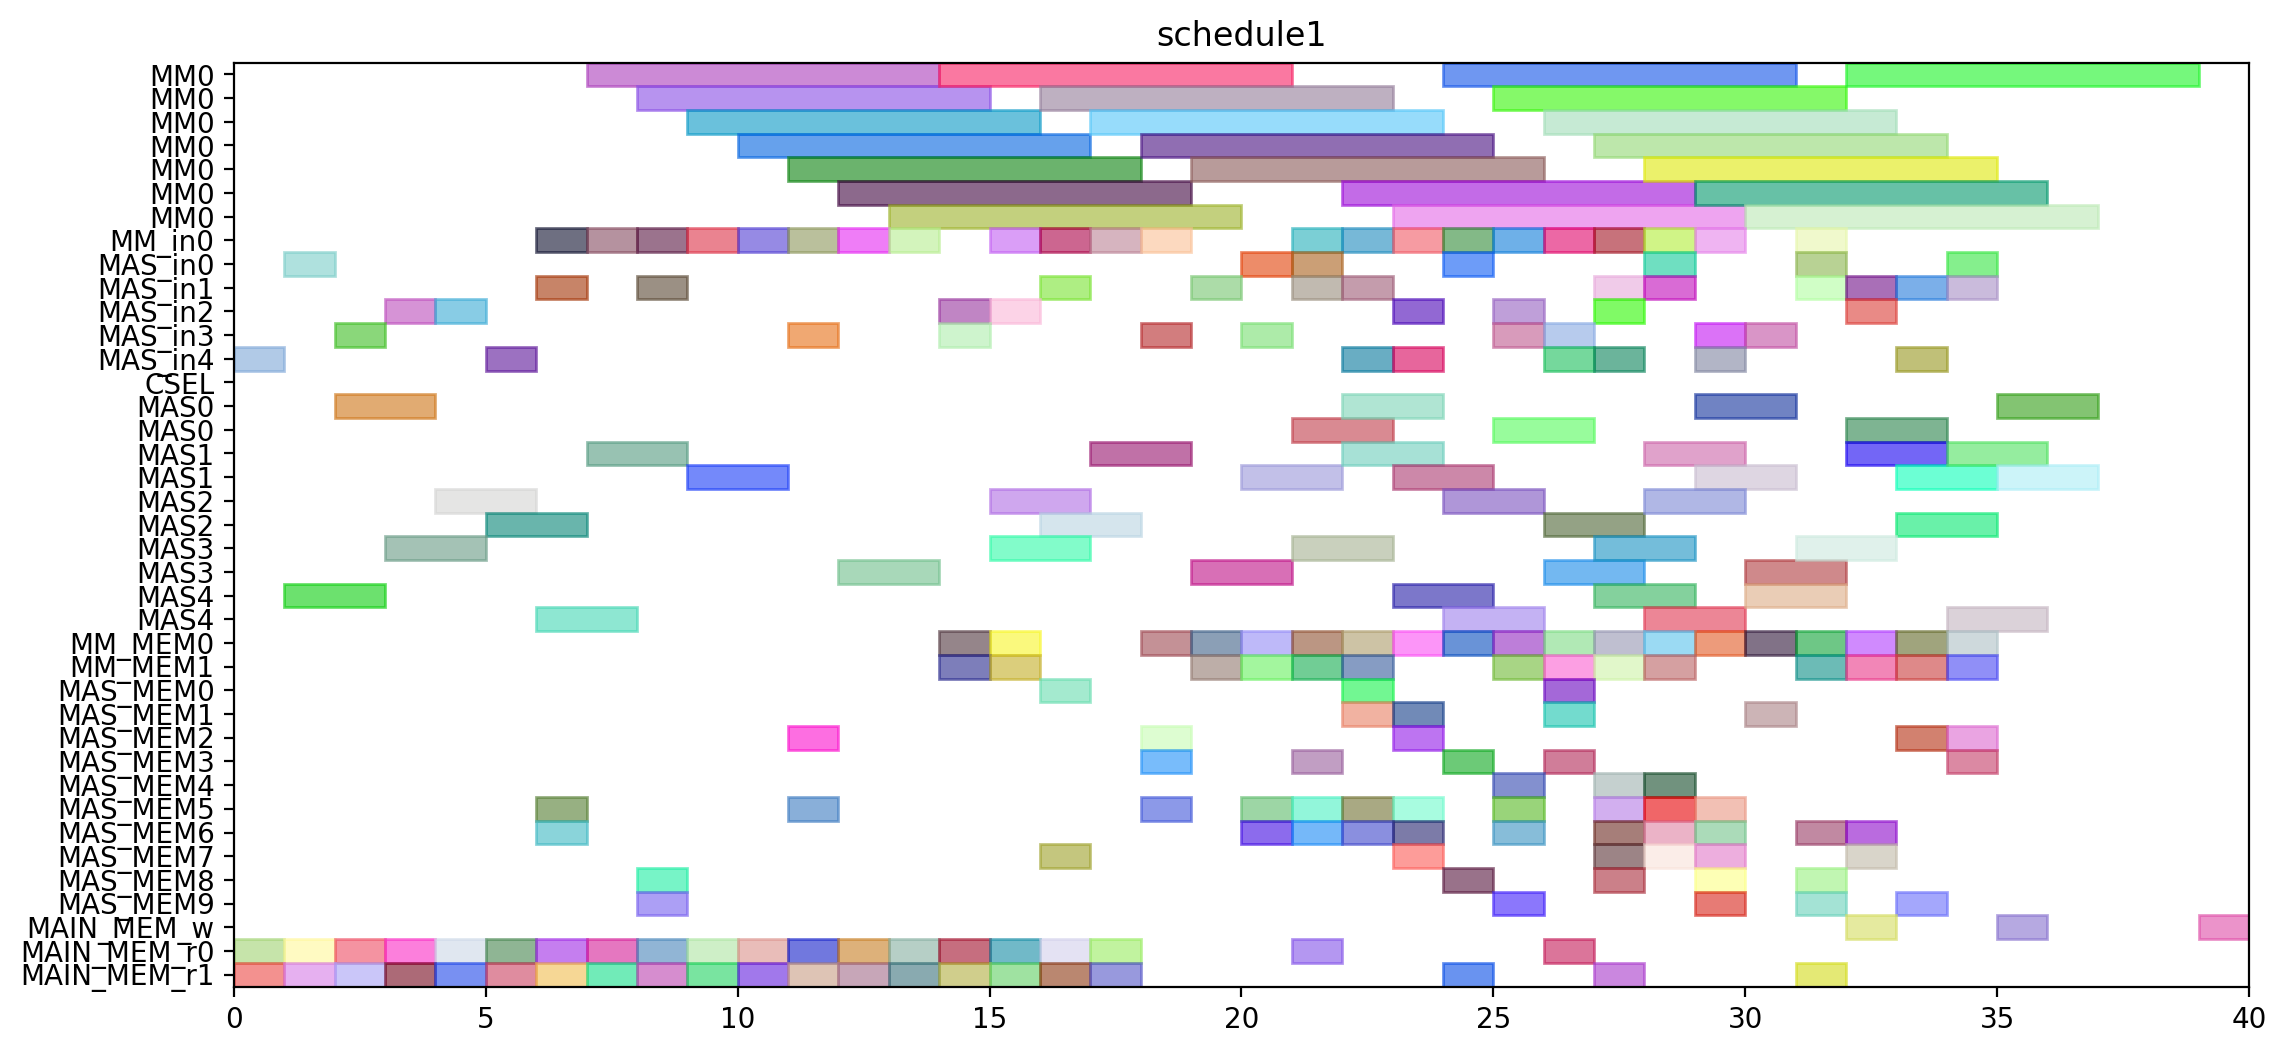 schedule1
MM0
MM0
MM0
MM0
MM0
MM0
MM0
MM_in0
MAS_in0
MAS_in1
MAS_in2
MAS_in3
MAS_in4
CSEL
MAS0
MAS0
MAS1
MAS1
MAS2
MAS2
MAS3
MAS3
MAS4
MAS4
MM_MEM0
MM_MEM1
MAS_MEM0
MAS_MEM1
MAS_MEM2
MAS_MEM3
MAS_MEM4
MAS_MEM5
MAS_MEM6
MAS_MEM7
MAS_MEM8
MAS_MEM9
MAIN_MEM_w
MAIN_MEM_r0
MAIN_MEM_r1
0 5 10 15 20 25 30 35 40